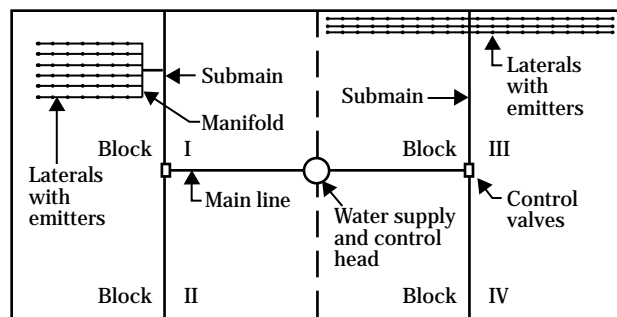 Laterals
with
emitters
Submain
Submain
Manifold
Laterals
with
emitters
Block I
Block III
Main line
Water supply
and control
head
Control
valves
Block II
Block IV